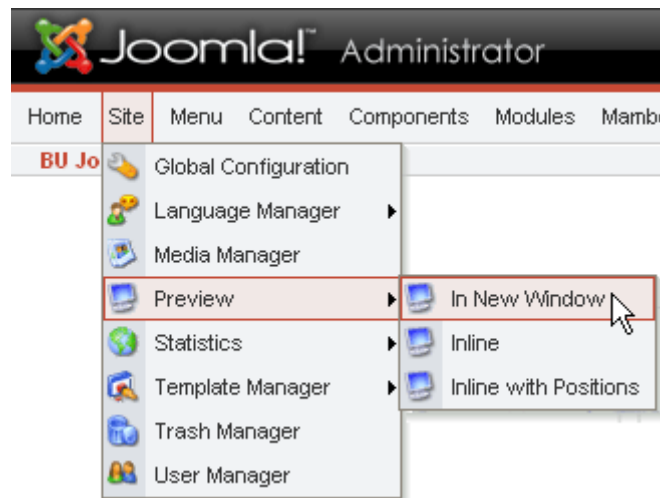 Joomla!™ Administrator
Home Site Menu Content Components Modules
BU Jo
Global Configuration
Language Manager
Media Manager
Preview
In New Window
Statistics
Inline
Template Manager
Inline with Positions
Trash Manager
User Manager